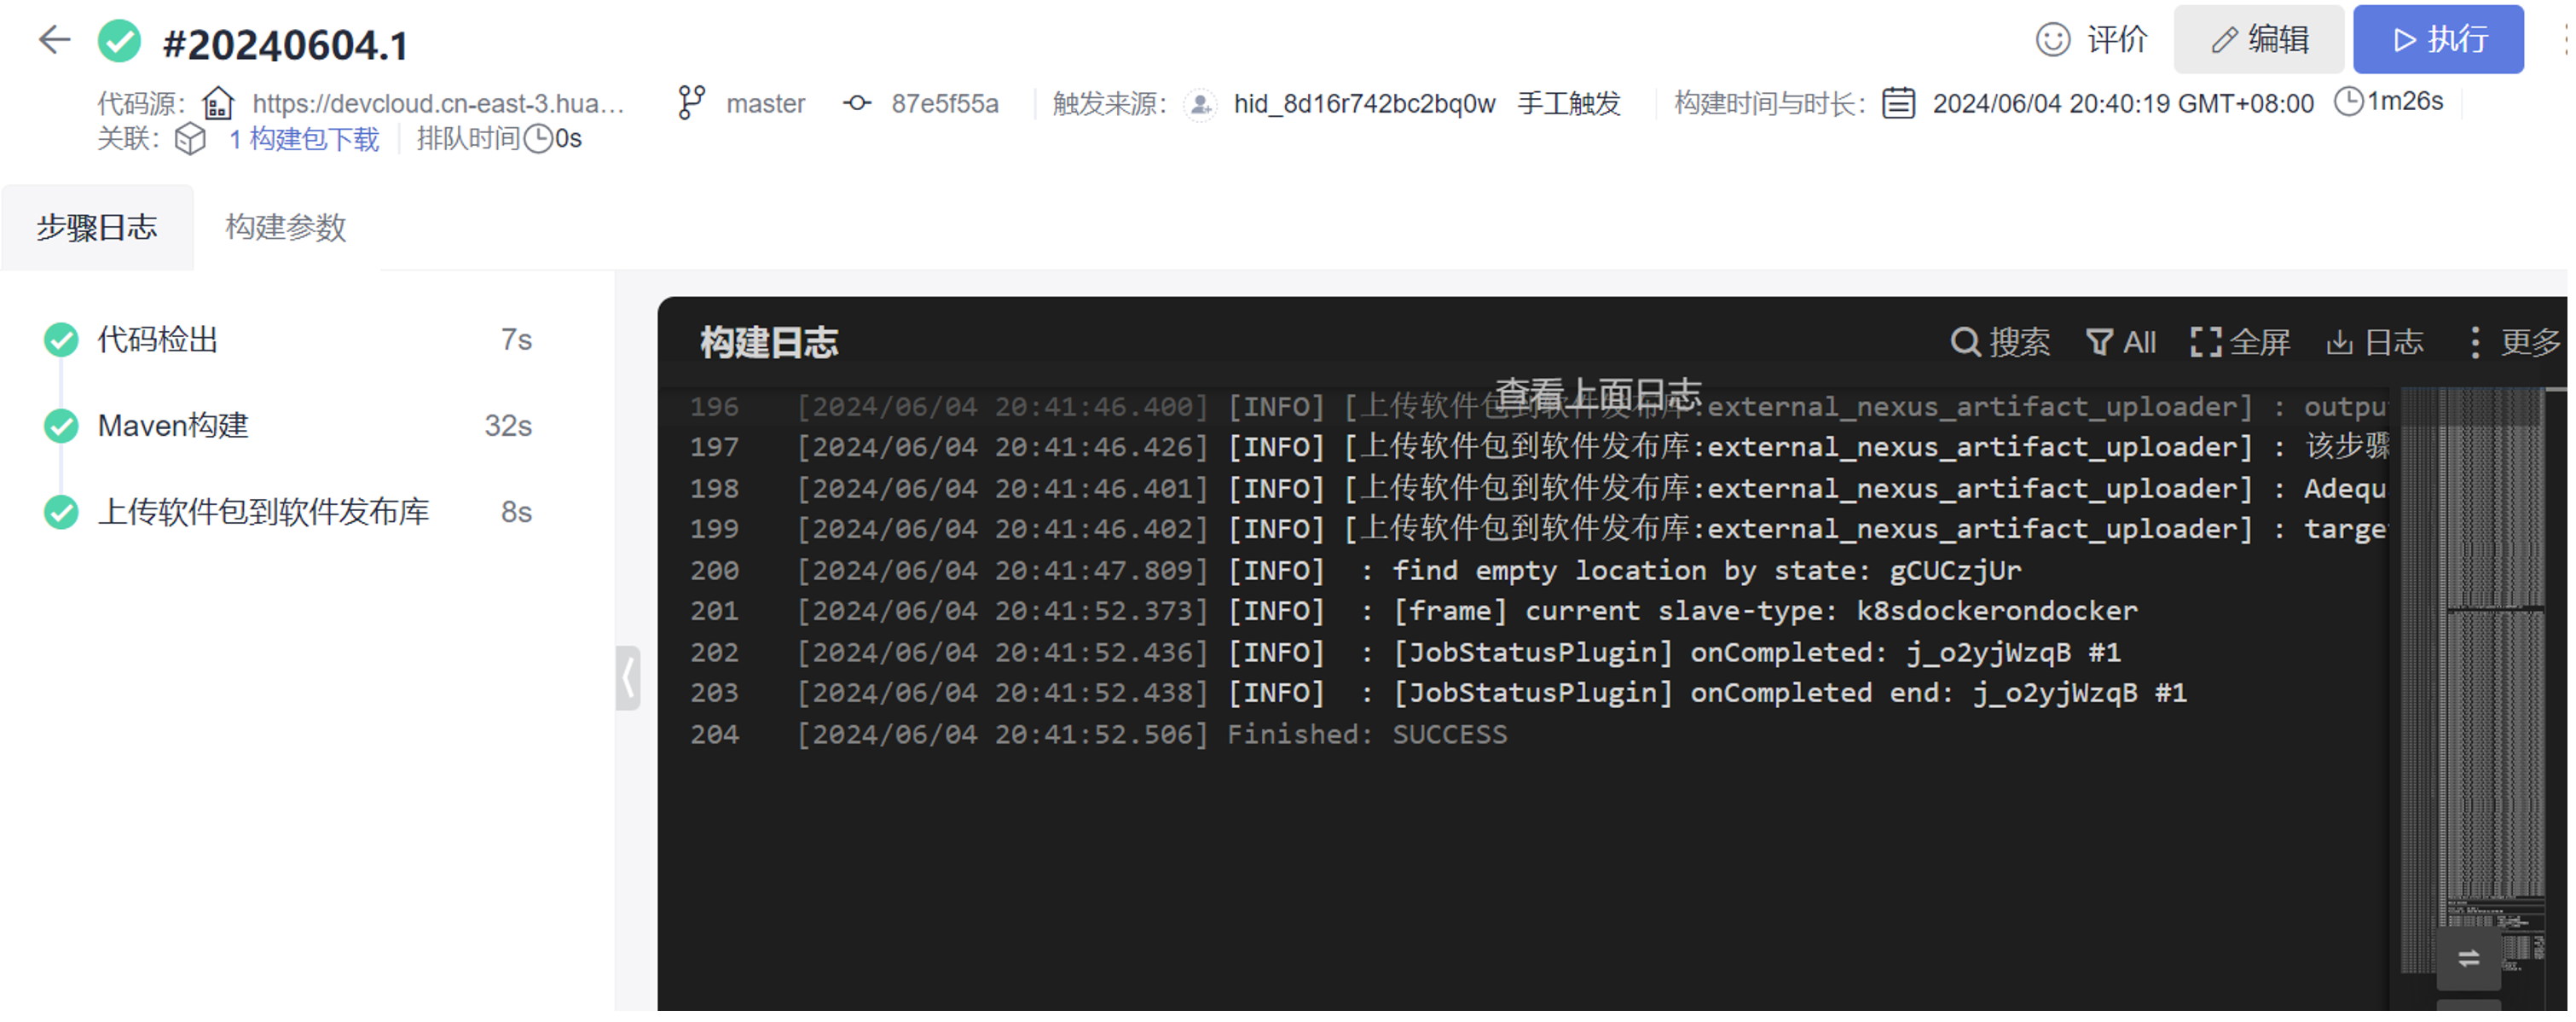 #20240604.1
评价 编辑 执行
代码源： https://devcloud.cn-east-3.hua... master 87e5f55a 触发来源： hid_8d16r742bc2bq0w 手工触发 构建时间与时长： 2024/06/04 20:40:19 GMT+08:00 1m26s
关联： 1 构建包下载 排队时间 0s
步骤日志 构建参数
代码检出 7s
Maven构建 32s
上传软件包到软件发布库 8s
构建日志 搜索 All 全屏 日志 更多
查看上面日志
196 [2024/06/04 20:41:46.400] [INFO] [上传软件包到软件发布库:external_nexus_artifact_uploader] : outpu
197 [2024/06/04 20:41:46.426] [INFO] [上传软件包到软件发布库:external_nexus_artifact_uploader] : 该步骤
198 [2024/06/04 20:41:46.401] [INFO] [上传软件包到软件发布库:external_nexus_artifact_uploader] : Adequ
199 [2024/06/04 20:41:46.402] [INFO] [上传软件包到软件发布库:external_nexus_artifact_uploader] : targe
200 [2024/06/04 20:41:47.809] [INFO] : find empty location by state: gCUCzjUr
201 [2024/06/04 20:41:52.373] [INFO] : [frame] current slave-type: k8sdockerondocker
202 [2024/06/04 20:41:52.436] [INFO] : [JobStatusPlugin] onCompleted: j_o2yjWzqB #1
203 [2024/06/04 20:41:52.438] [INFO] : [JobStatusPlugin] onCompleted end: j_o2yjWzqB #1
204 [2024/06/04 20:41:52.506] Finished: SUCCESS